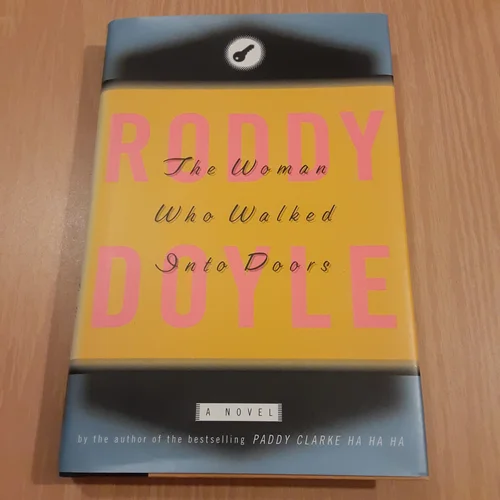 RODDY
The Woman
Who Walked
Into Doors
DOYLE
A NOVEL
by the author of the bestselling PADDY CLARKE HA HA HA